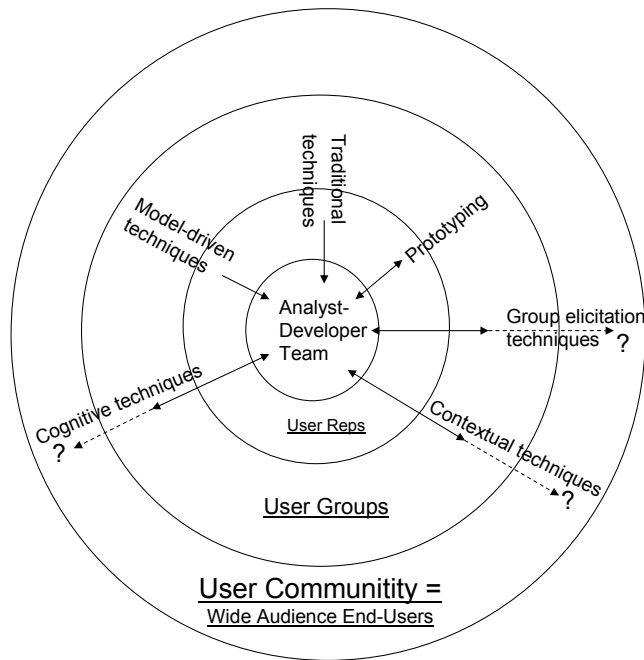 Traditional
techniques
Model-driven
techniques
Prototyping
Analyst-
Developer
Team
Group elicitation
techniques
?
Cognitive techniques
?
Contextual techniques
?
User Reps
User Groups
User Communitity =
Wide Audience End-Users